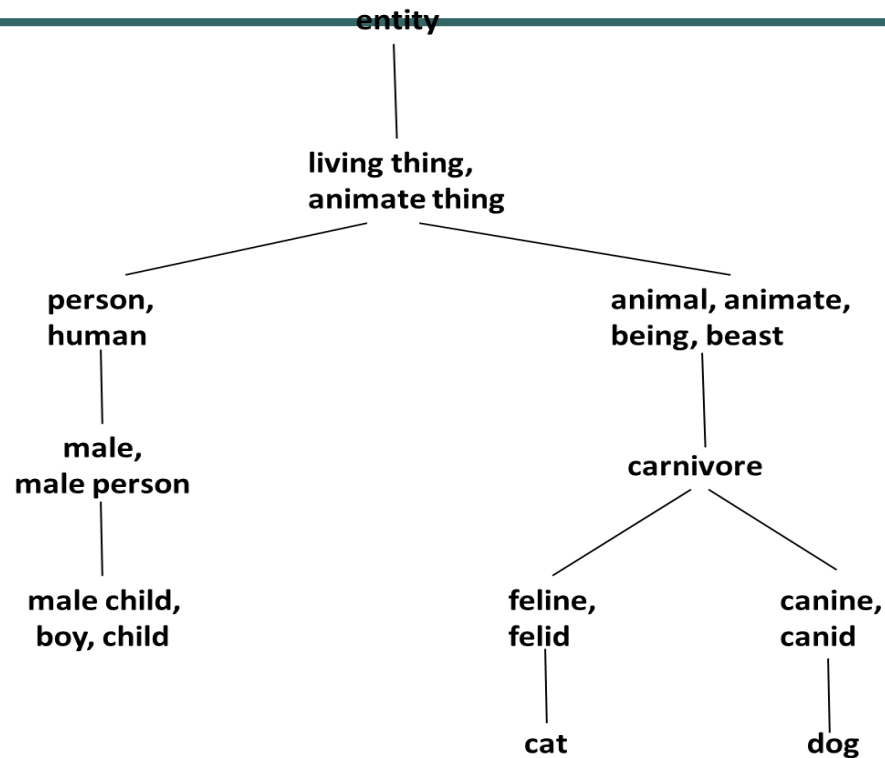 entity
living thing,
animate thing
person,
human
animal, animate,
being, beast
male,
male person
carnivore
male child,
boy, child
feline,
felid
canine,
canid
cat
dog